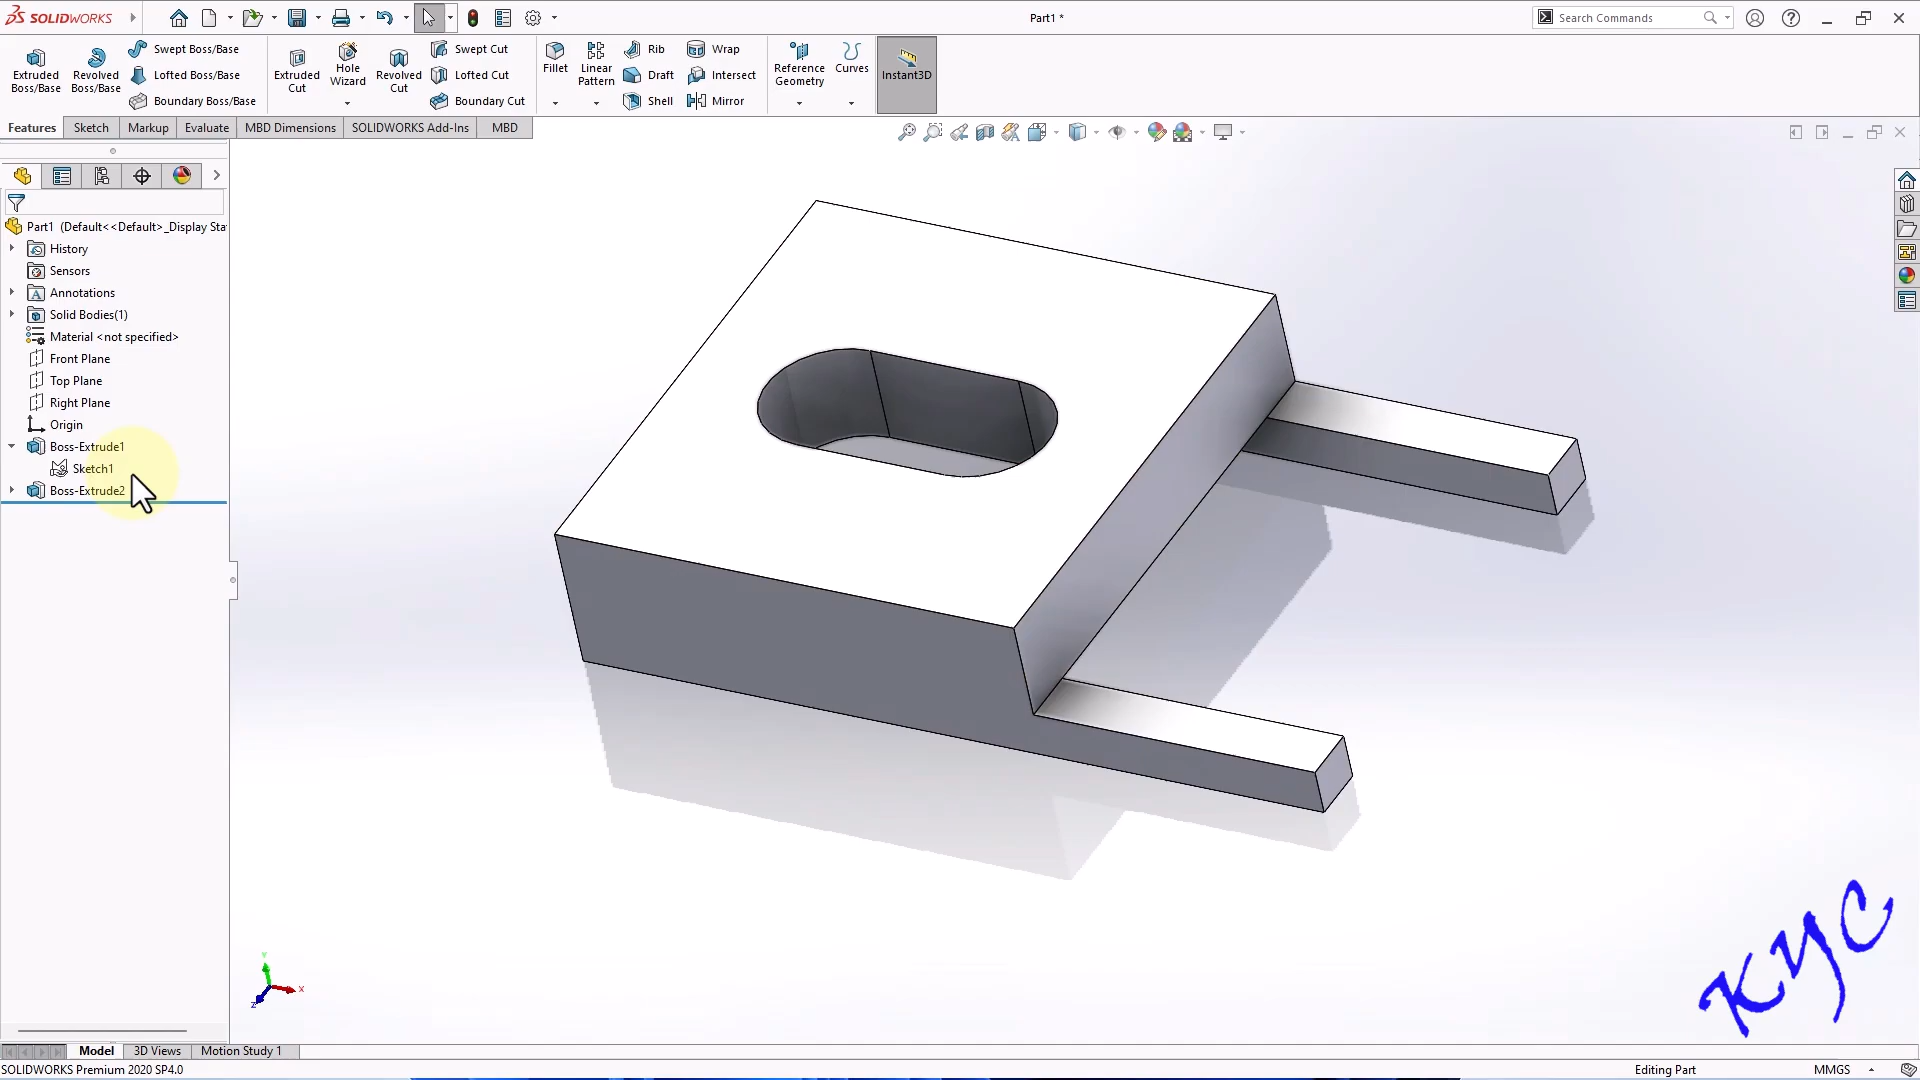 SOLIDWORKS
Part1 *
Search Commands
Extruded Boss/Base
Revolved Boss/Base
Swept Boss/Base
Lofted Boss/Base
Boundary Boss/Base
Extruded Cut
Hole Wizard
Revolved Cut
Swept Cut
Lofted Cut
Boundary Cut
Fillet
Linear Pattern
Rib
Draft
Shell
Wrap
Intersect
Mirror
Reference Geometry
Curves
Instant3D
Features
Sketch
Markup
Evaluate
MBD Dimensions
SOLIDWORKS Add-Ins
MBD
Part1 (Default<<Default>_Display Sta
History
Sensors
Annotations
Solid Bodies(1)
Material <not specified>
Front Plane
Top Plane
Right Plane
Origin
Boss-Extrude1
Sketch1
Boss-Extrude2
Y
X
Z
KYC
Model
3D Views
Motion Study 1
SOLIDWORKS Premium 2020 SP4.0
Editing Part
MMGS